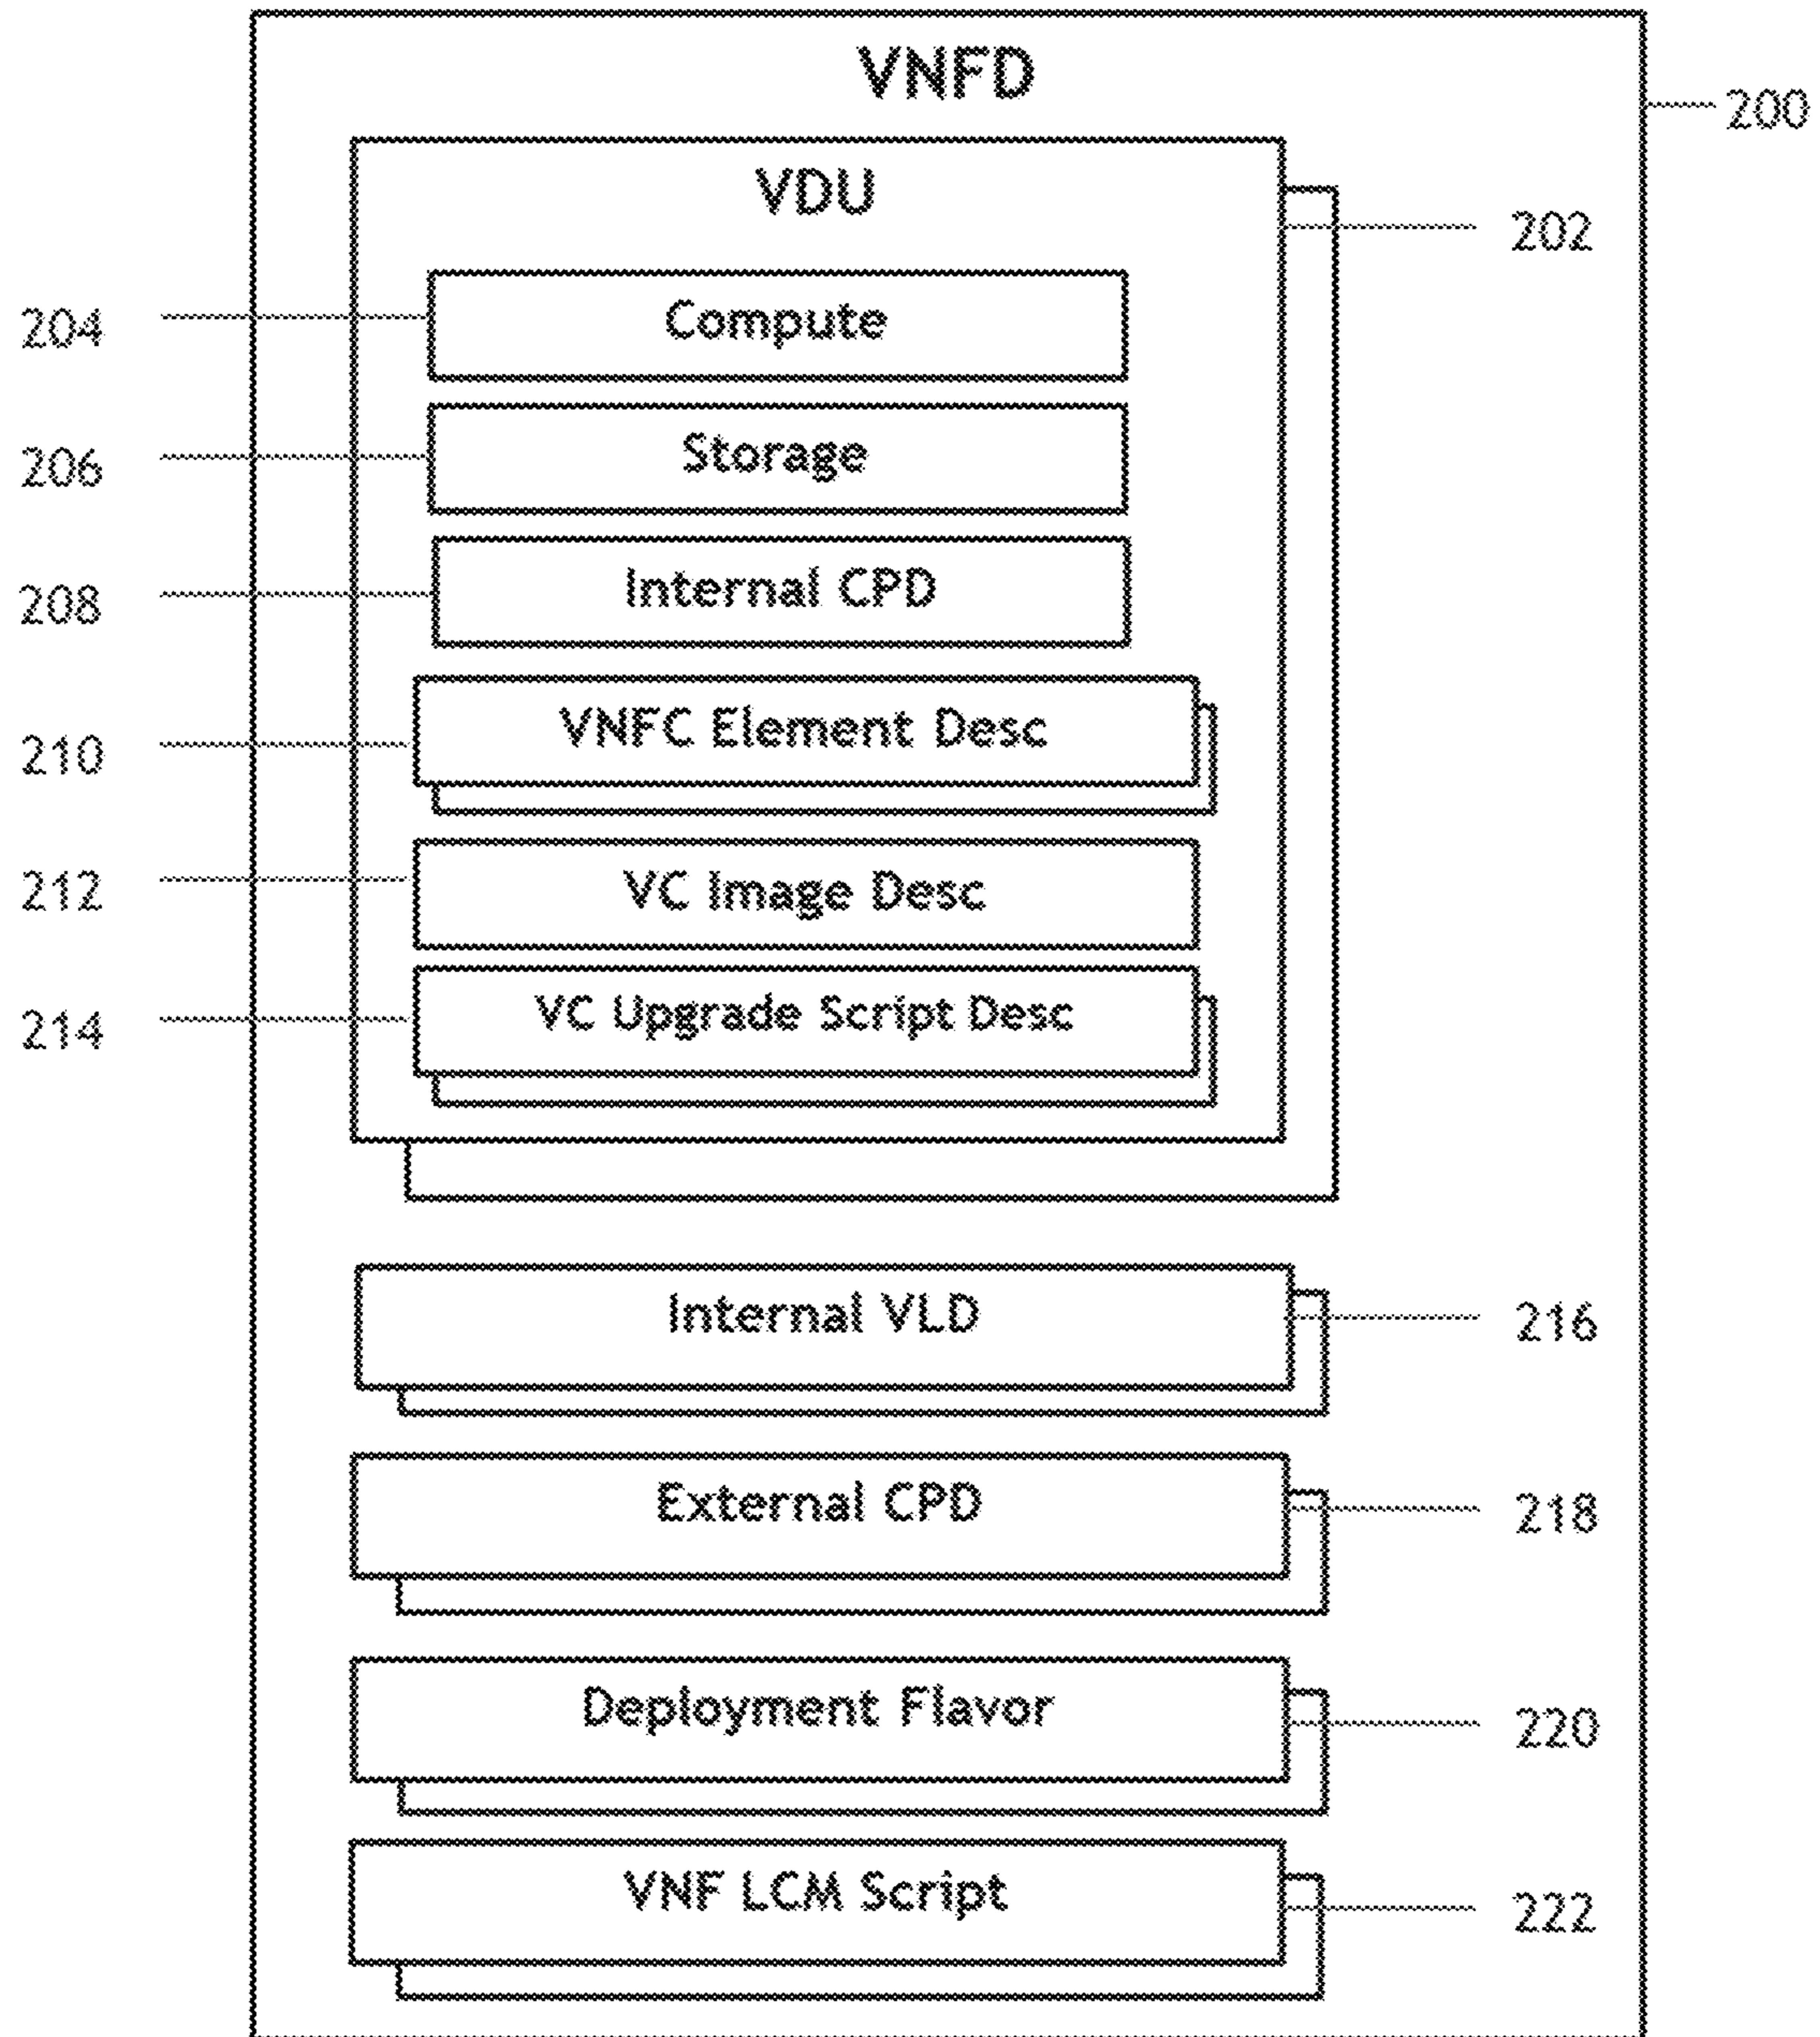 VNFD
200
VDU
202
204
Compute
206
Storage
208
Internal CPD
210
VNFC Element Desc
212
VC Image Desc
214
VC Upgrade Script Desc
Internal VLD
216
External CPD
218
Deployment Flavor
220
VNF LCM Script
222